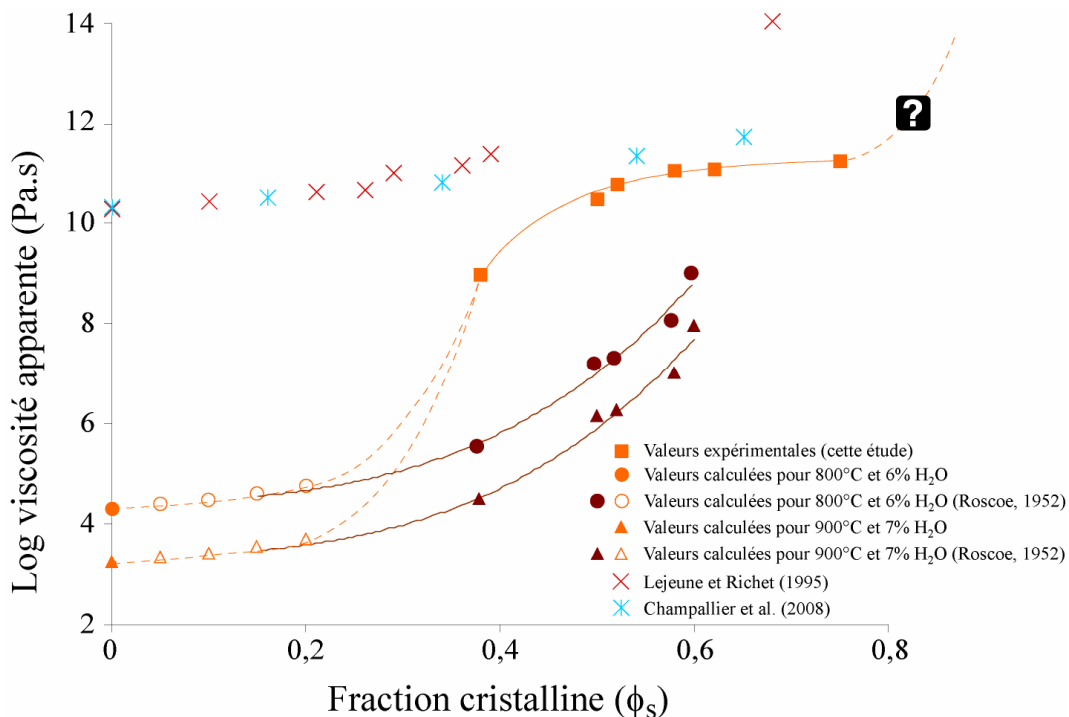 Log viscosité apparente (Pa.s)
14
12
10
8
6
4
2
?
Valeurs expérimentales (cette étude)
Valeurs calculées pour 800°C et 6% H₂O
Valeurs calculées pour 800°C et 6% H₂O (Roscoe, 1952)
Valeurs calculées pour 900°C et 7% H₂O
Valeurs calculées pour 900°C et 7% H₂O (Roscoe, 1952)
Lejeune et Richet (1995)
Champallier et al. (2008)
0 0,2 0,4 0,6 0,8
Fraction cristalline (ϕₛ)